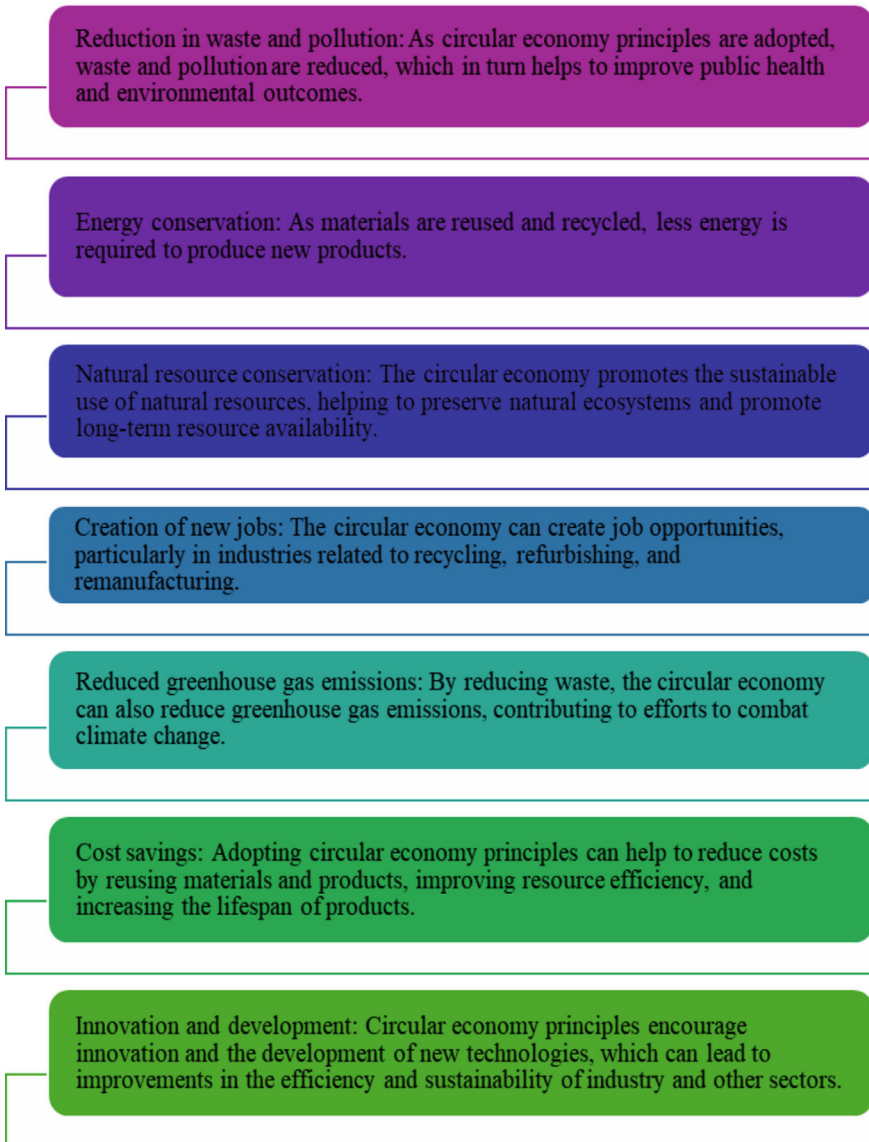 Reduction in waste and pollution: As circular economy principles are adopted,
waste and pollution are reduced, which in turn helps to improve public health
and environmental outcomes.
Energy conservation: As materials are reused and recycled, less energy is
required to produce new products.
Natural resource conservation: The circular economy promotes the sustainable
use of natural resources, helping to preserve natural ecosystems and promote
long-term resource availability.
Creation of new jobs: The circular economy can create job opportunities,
particularly in industries related to recycling, refurbishing, and
remanufacturing.
Reduced greenhouse gas emissions: By reducing waste, the circular economy
can also reduce greenhouse gas emissions, contributing to efforts to combat
climate change.
Cost savings: Adopting circular economy principles can help to reduce costs
by reusing materials and products, improving resource efficiency, and
increasing the lifespan of products.
Innovation and development: Circular economy principles encourage
innovation and the development of new technologies, which can lead to
improvements in the efficiency and sustainability of industry and other sectors.